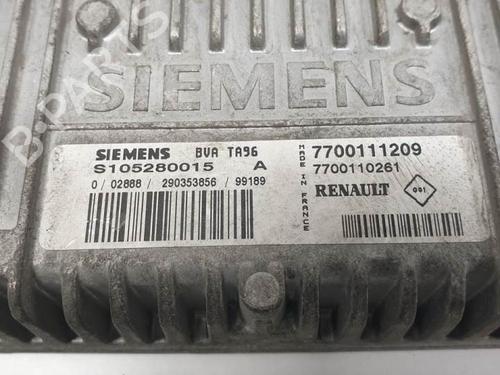 B-PARTS
SIEMENS
SIEMENS BVA TA96
S105280015 A
0 / 02888 / 290353856 / 99189
MADE IN FRANCE
7700111209
7700110261
RENAULT